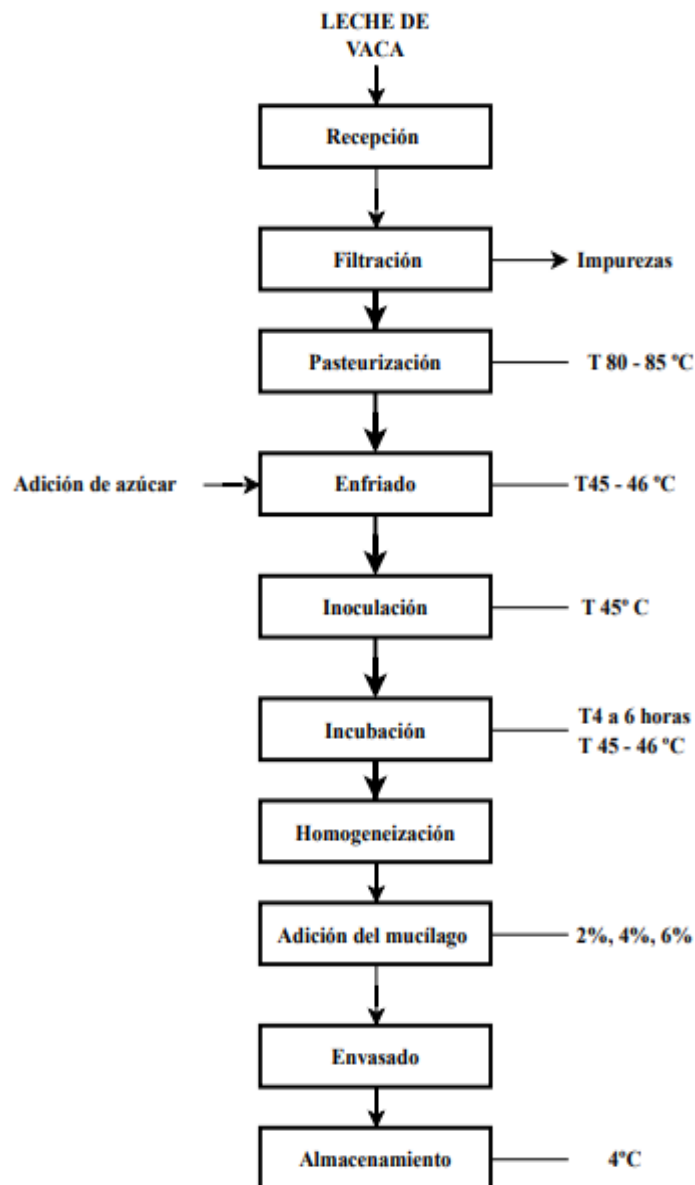 LECHE DE
VACA
Recepción
Filtración
Impurezas
Pasteurización
T 80 - 85 ºC
Adición de azúcar
Enfriado
T45 - 46 ºC
Inoculación
T 45º C
Incubación
T4 a 6 horas
T 45 - 46 ºC
Homogeneización
Adición del mucílago
2%, 4%, 6%
Envasado
Almacenamiento
4ºC